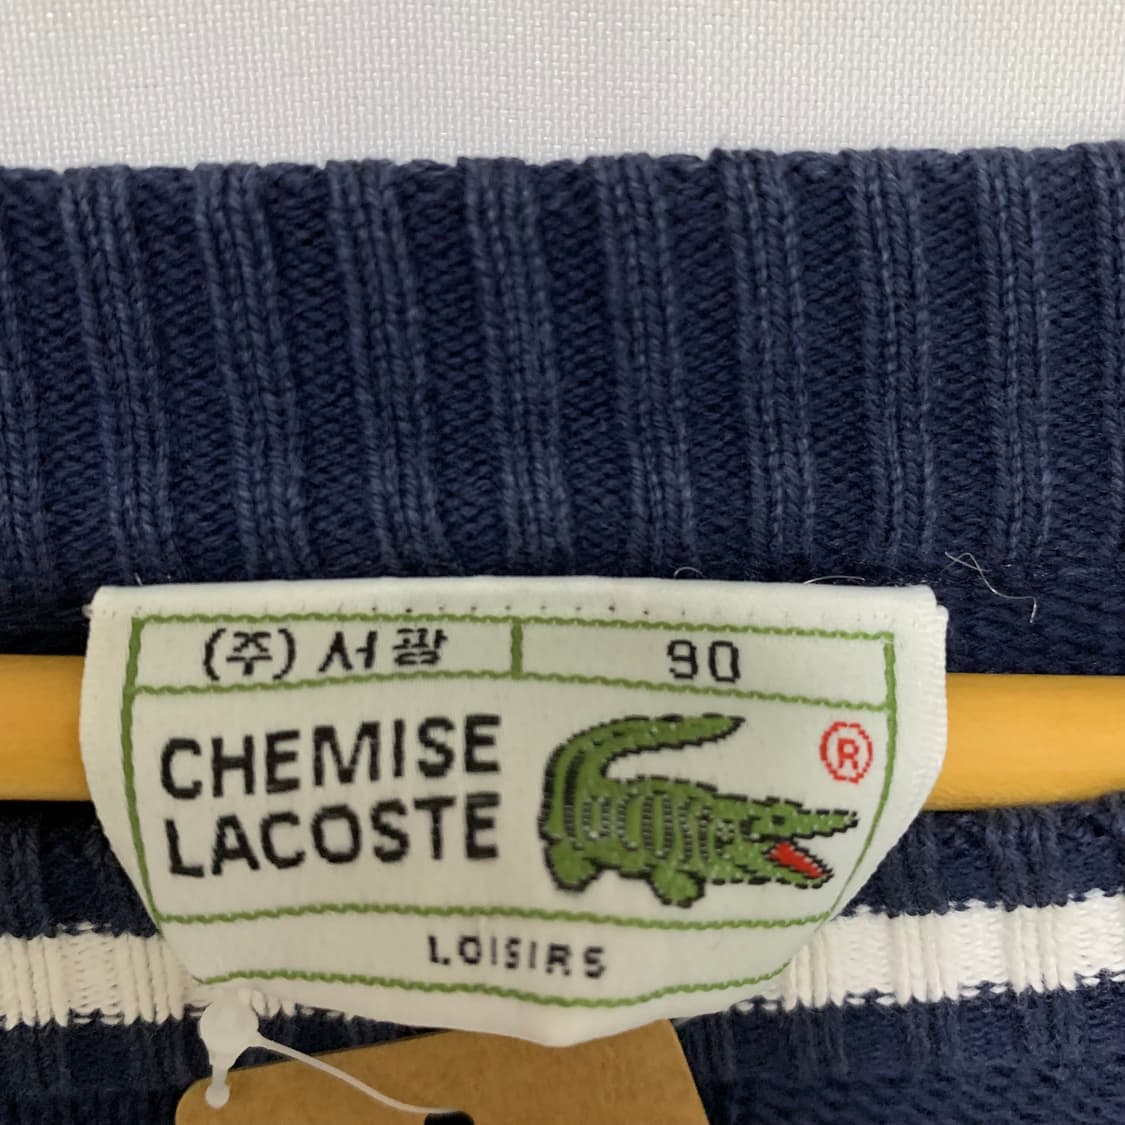 (주) 서광 90
CHEMISE
LACOSTE
®
LOISIRS